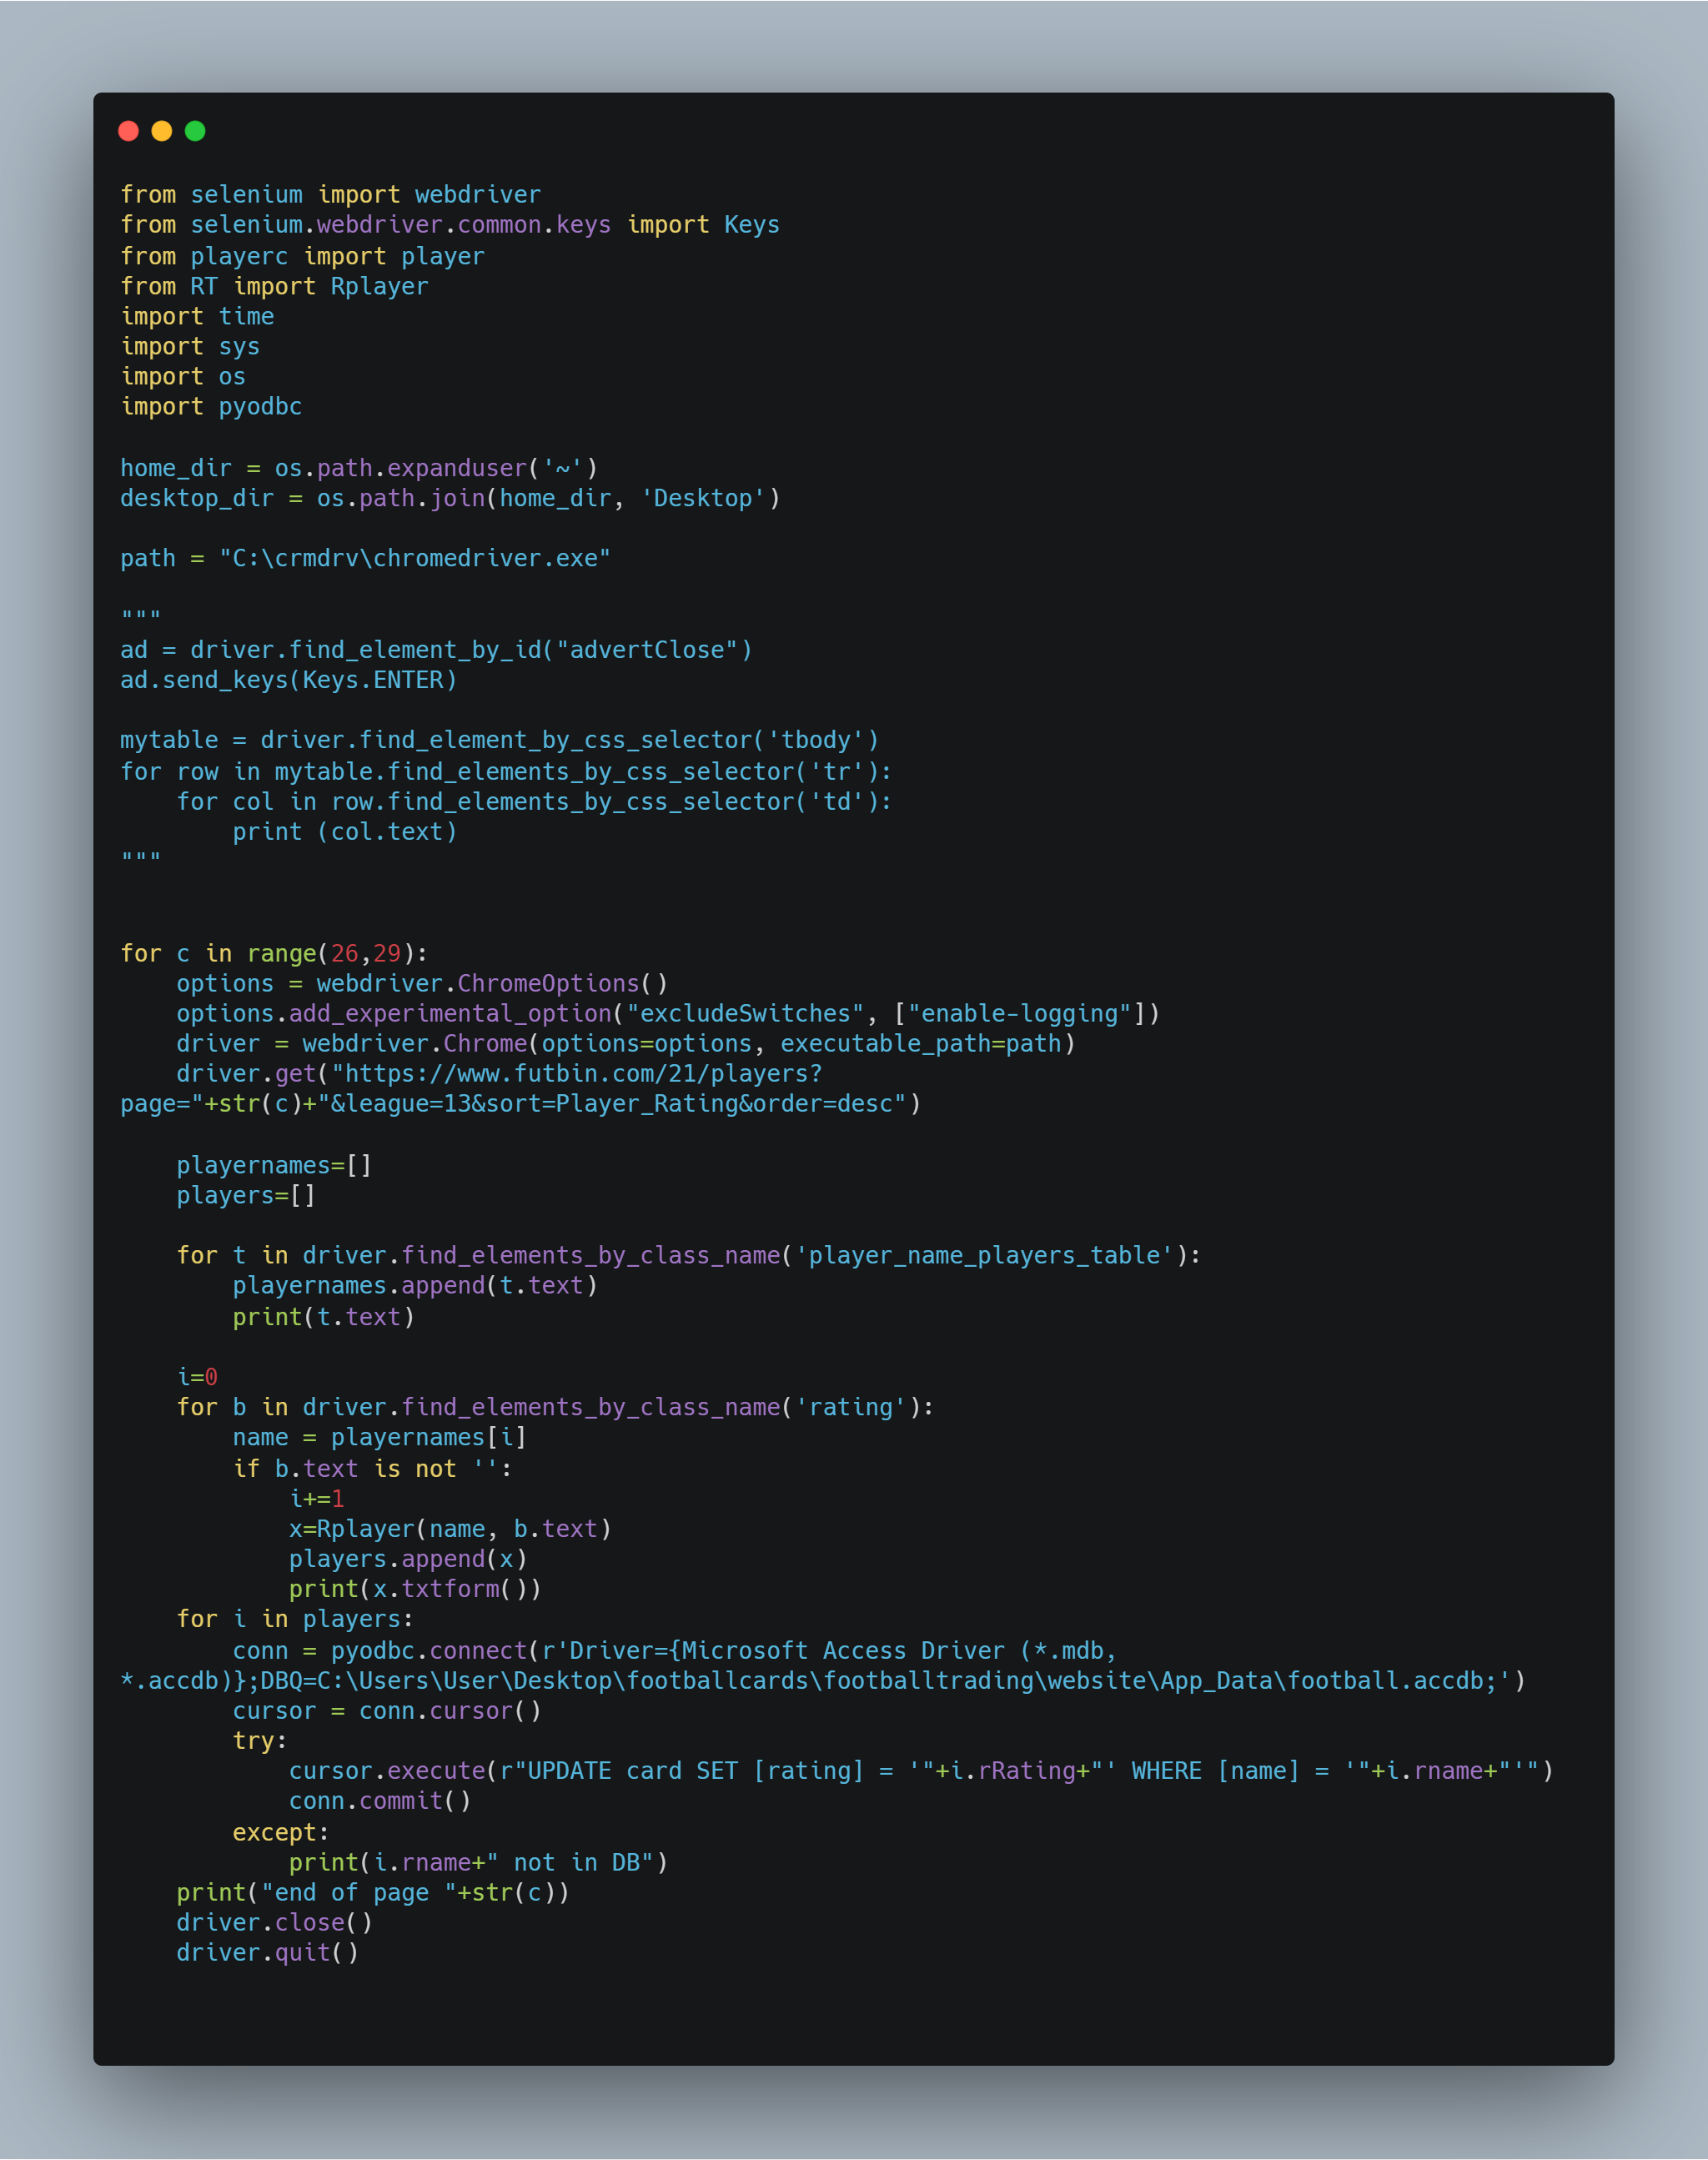 from selenium import webdriver
from selenium.webdriver.common.keys import Keys
from playerc import player
from RT import Rplayer
import time
import sys
import os
import pyodbc

home_dir = os.path.expanduser('~')
desktop_dir = os.path.join(home_dir, 'Desktop')

path = "C:\crmdrv\chromedriver.exe"

"""
ad = driver.find_element_by_id("advertClose")
ad.send_keys(Keys.ENTER)

mytable = driver.find_element_by_css_selector('tbody')
for row in mytable.find_elements_by_css_selector('tr'):
    for col in row.find_elements_by_css_selector('td'):
        print (col.text)
"""

for c in range(26,29):
    options = webdriver.ChromeOptions()
    options.add_experimental_option("excludeSwitches", ["enable-logging"])
    driver = webdriver.Chrome(options=options, executable_path=path)
    driver.get("https://www.futbin.com/21/players?
page="+str(c)+"&league=13&sort=Player_Rating&order=desc")

    playernames=[]
    players=[]

    for t in driver.find_elements_by_class_name('player_name_players_table'):
        playernames.append(t.text)
        print(t.text)

    i=0
    for b in driver.find_elements_by_class_name('rating'):
        name = playernames[i]
        if b.text is not '':
            i+=1
            x=Rplayer(name, b.text)
            players.append(x)
            print(x.txtform())
    for i in players:
        conn = pyodbc.connect(r'Driver={Microsoft Access Driver (*.mdb,
*.accdb)};DBQ=C:\Users\User\Desktop\footballcards\footballtrading\website\App_Data\football.accdb;')
        cursor = conn.cursor()
        try:
            cursor.execute(r"UPDATE card SET [rating] = '"+i.rRating+"' WHERE [name] = '"+i.rname+"'")
            conn.commit()
        except:
            print(i.rname+" not in DB")
    print("end of page "+str(c))
    driver.close()
    driver.quit()